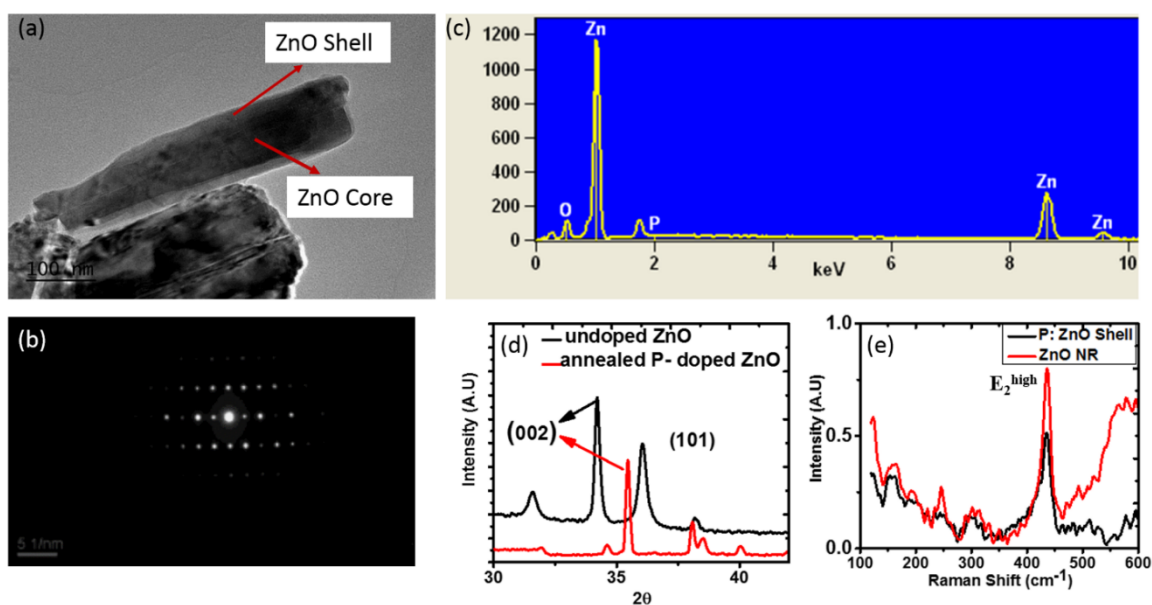 (a)
ZnO Shell
ZnO Core
100 nm
(b)
5 1/nm
(c)
1200
1000
800
600
400
200
0
Zn
O
P
Zn
Zn
0
2
4
6
8
10
keV
(d)
undoped ZnO
annealed P- doped ZnO
(002)
(101)
Intensity (A.U)
30
35
40
2θ
(e)
P: ZnO Shell
ZnO NR
E₂ʰⁱᵍʰ
Intensity (A.U)
1.0
0.5
0.0
100
200
300
400
500
600
Raman Shift (cm⁻¹)